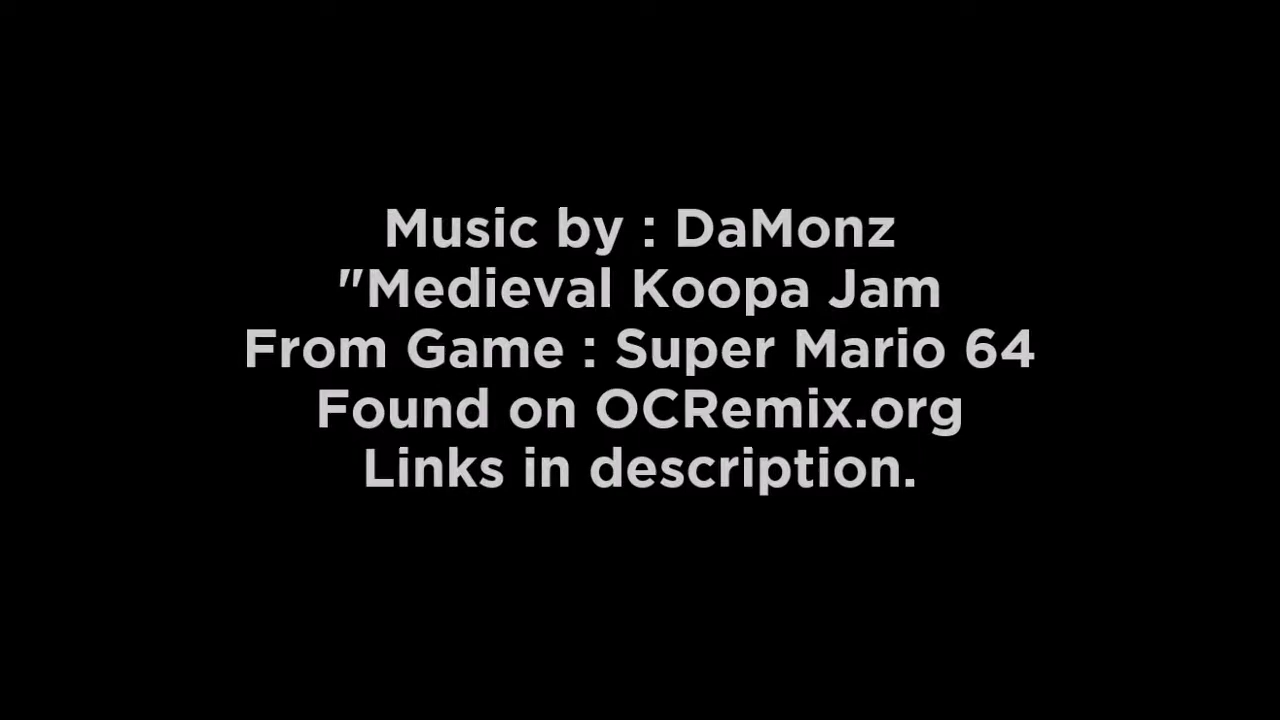 Music by : DaMonz
"Medieval Koopa Jam
From Game : Super Mario 64
Found on OCRemix.org
Links in description.